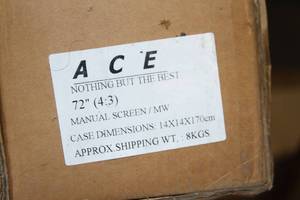 ACE
NOTHING BUT THE BEST
72" (4:3)
MANUAL SCREEN / MW
CASE DIMENSIONS: 14X14X170cm
APPROX.SHIPPING WT. : 8KGS